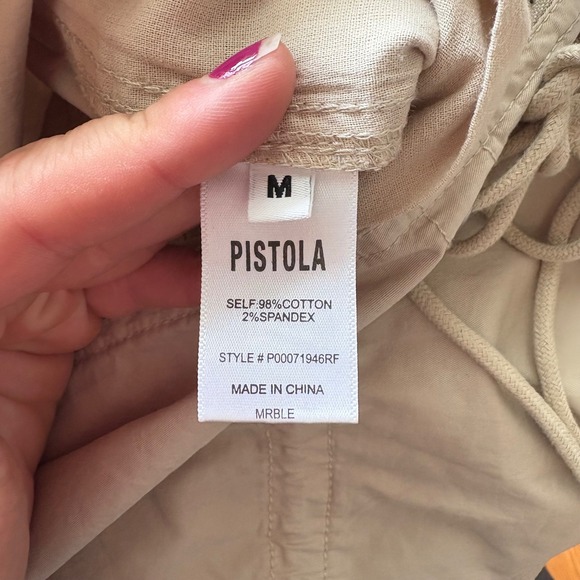 M
PISTOLA
SELF:98%COTTON
2%SPANDEX
STYLE # P00071946RF
MADE IN CHINA
MRBLE